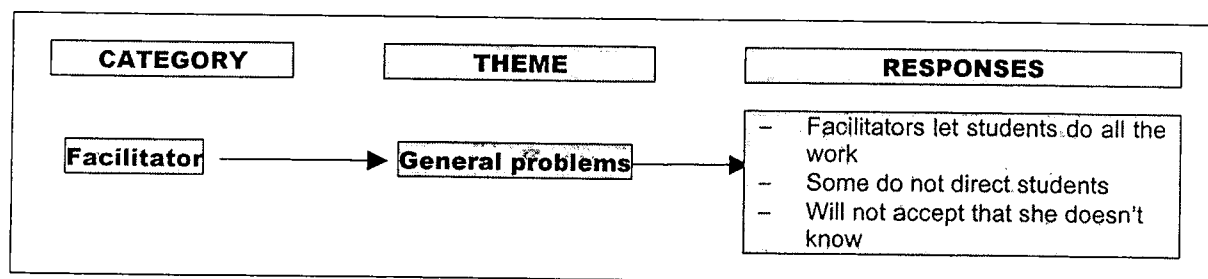 CATEGORY
THEME
RESPONSES
Facilitator
General problems
– Facilitators let students do all the
work
– Some do not direct students
– Will not accept that she doesn't
know